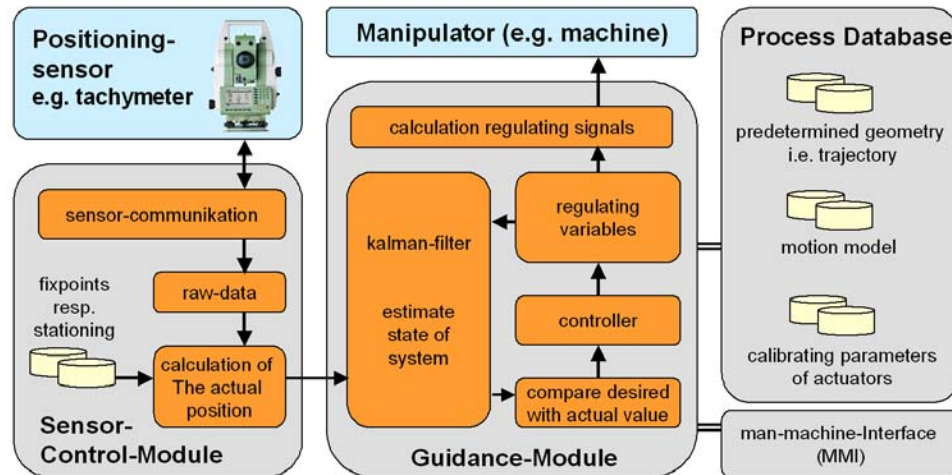 Positioning-
sensor
e.g. tachymeter
sensor-communikation
raw-data
fixpoints
resp.
stationing
calculation of
The actual
position
Sensor-
Control-Module
Manipulator (e.g. machine)
calculation regulating signals
kalman-filter
estimate
state of
system
regulating
variables
controller
compare desired
with actual value
Guidance-Module
Process Database
predetermined geometry
i.e. trajectory
motion model
calibrating parameters
of actuators
man-machine-Interface
(MMI)